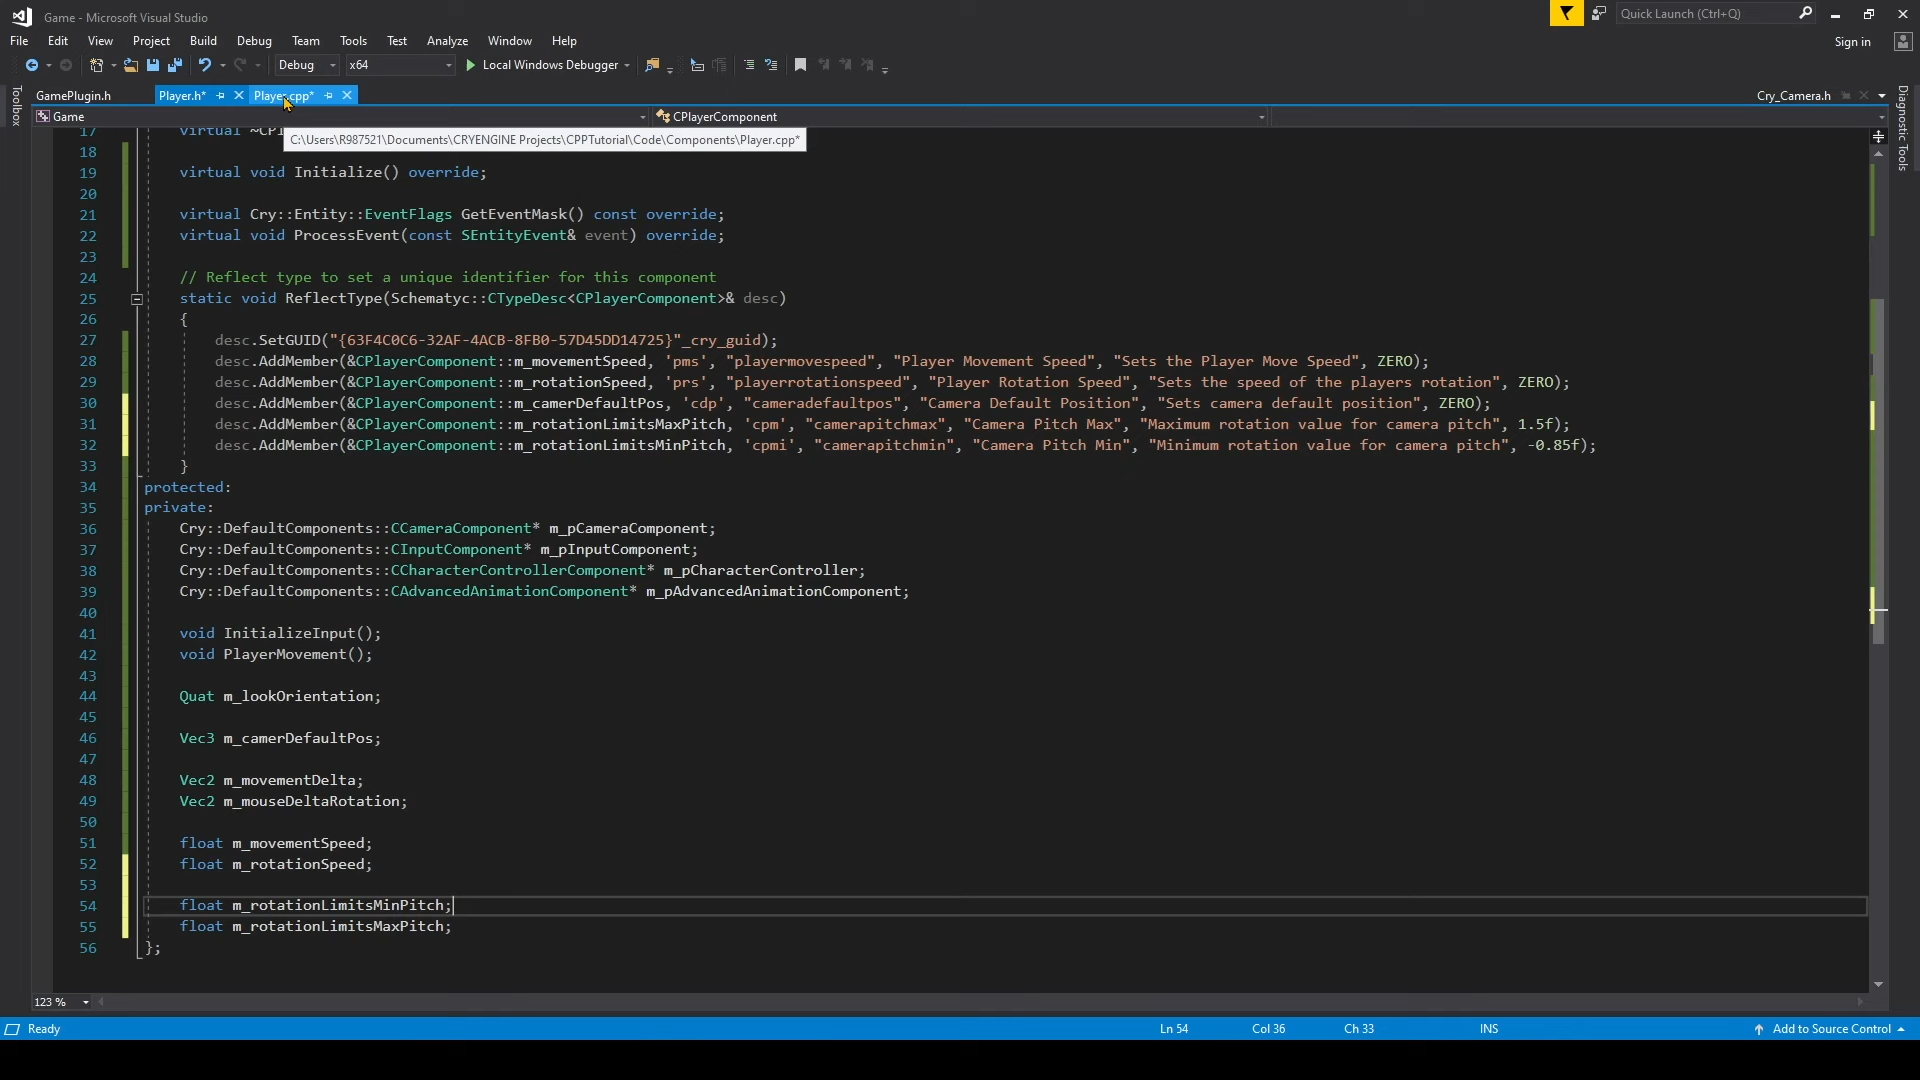 Game - Microsoft Visual Studio
Quick Launch (Ctrl+Q)
File Edit View Project Build Debug Team Tools Test Analyze Window Help
Sign in
Debug x64 Local Windows Debugger
Toolbox
GamePlugin.h Player.h* Player.cpp* Cry_Camera.h
Diagnostic Tools
Game CPlayerComponent
C:\Users\R987521\Documents\CRYENGINE Projects\CPPTutorial\Code\Components\Player.cpp*
17 virtual ~CPl
18
19 virtual void Initialize() override;
20
21 virtual Cry::Entity::EventFlags GetEventMask() const override;
22 virtual void ProcessEvent(const SEntityEvent& event) override;
23
24 // Reflect type to set a unique identifier for this component
25 static void ReflectType(Schematyc::CTypeDesc<CPlayerComponent>& desc)
26 {
27 desc.SetGUID("{63F4C0C6-32AF-4ACB-8FB0-57D45DD14725}"_cry_guid);
28 desc.AddMember(&CPlayerComponent::m_movementSpeed, 'pms', "playermovespeed", "Player Movement Speed", "Sets the Player Move Speed", ZERO);
29 desc.AddMember(&CPlayerComponent::m_rotationSpeed, 'prs', "playerrotationspeed", "Player Rotation Speed", "Sets the speed of the players rotation", ZERO);
30 desc.AddMember(&CPlayerComponent::m_camerDefaultPos, 'cdp', "cameradefaultpos", "Camera Default Position", "Sets camera default position", ZERO);
31 desc.AddMember(&CPlayerComponent::m_rotationLimitsMaxPitch, 'cpm', "camerapitchmax", "Camera Pitch Max", "Maximum rotation value for camera pitch", 1.5f);
32 desc.AddMember(&CPlayerComponent::m_rotationLimitsMinPitch, 'cpmi', "camerapitchmin", "Camera Pitch Min", "Minimum rotation value for camera pitch", -0.85f);
33 }
34 protected:
35 private:
36 Cry::DefaultComponents::CCameraComponent* m_pCameraComponent;
37 Cry::DefaultComponents::CInputComponent* m_pInputComponent;
38 Cry::DefaultComponents::CCharacterControllerComponent* m_pCharacterController;
39 Cry::DefaultComponents::CAdvancedAnimationComponent* m_pAdvancedAnimationComponent;
40
41 void InitializeInput();
42 void PlayerMovement();
43
44 Quat m_lookOrientation;
45
46 Vec3 m_camerDefaultPos;
47
48 Vec2 m_movementDelta;
49 Vec2 m_mouseDeltaRotation;
50
51 float m_movementSpeed;
52 float m_rotationSpeed;
53
54 float m_rotationLimitsMinPitch;
55 float m_rotationLimitsMaxPitch;
56 };
123 %
Ready Ln 54 Col 36 Ch 33 INS Add to Source Control